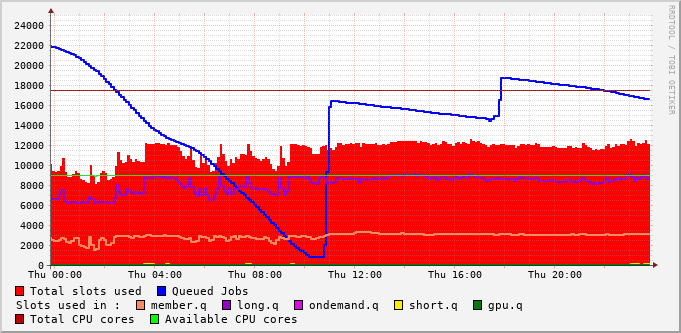 RRDTOOL / TOBI OETIKER
24000
22000
20000
18000
16000
14000
12000
10000
8000
6000
4000
2000
0
Thu 00:00 Thu 04:00 Thu 08:00 Thu 12:00 Thu 16:00 Thu 20:00
Total slots used Queued Jobs
Slots used in : member.q long.q ondemand.q short.q gpu.q
Total CPU cores Available CPU cores